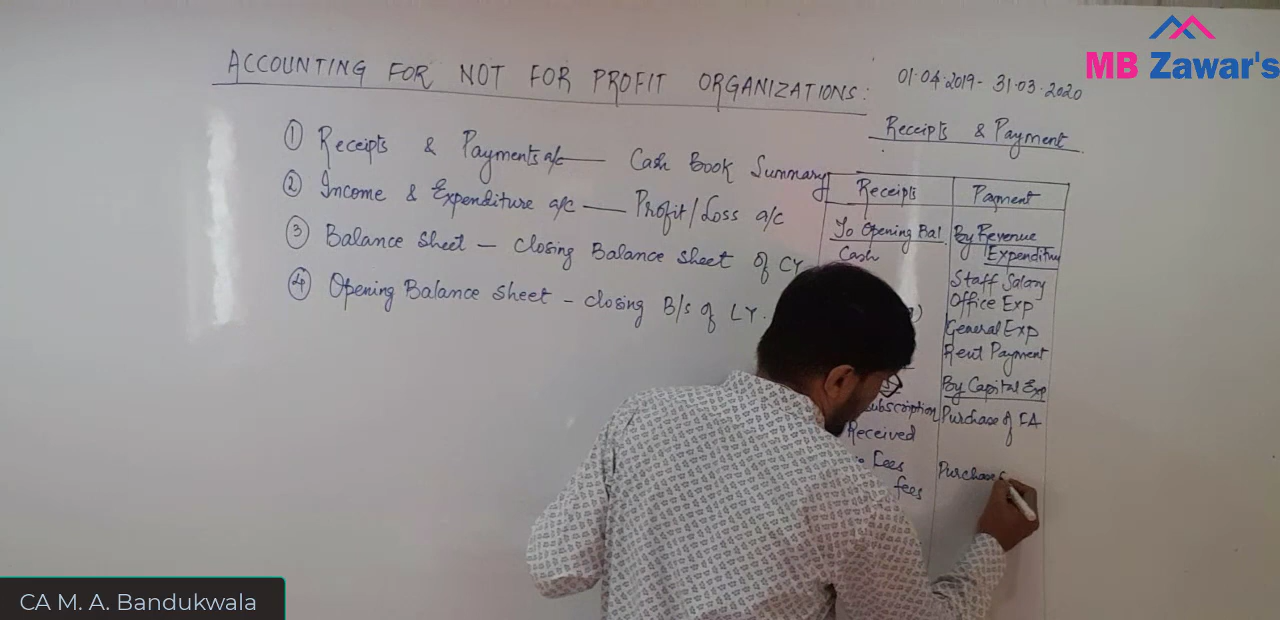 MB Zawar's
ACCOUNTING FOR NOT FOR PROFIT ORGANIZATIONS:
01.04.2019- 31.03.2020
① Receipts & Payments a/c — Cash Book Summary
② Income & Expenditure a/c — Profit/Loss a/c
③ Balance Sheet - Closing Balance Sheet of CY
④ Opening Balance Sheet - Closing B/s of LY.
Receipts & Payment
Receipts
To Opening Bal.
Cash
Subscription
Received
Fees
fees
Payment
By Revenue
Expenditure
Staff Salary
Office Exp
General Exp
Rent Payment
By Capital Exp
Purchase of FA
Purchase
CA M. A. Bandukwala